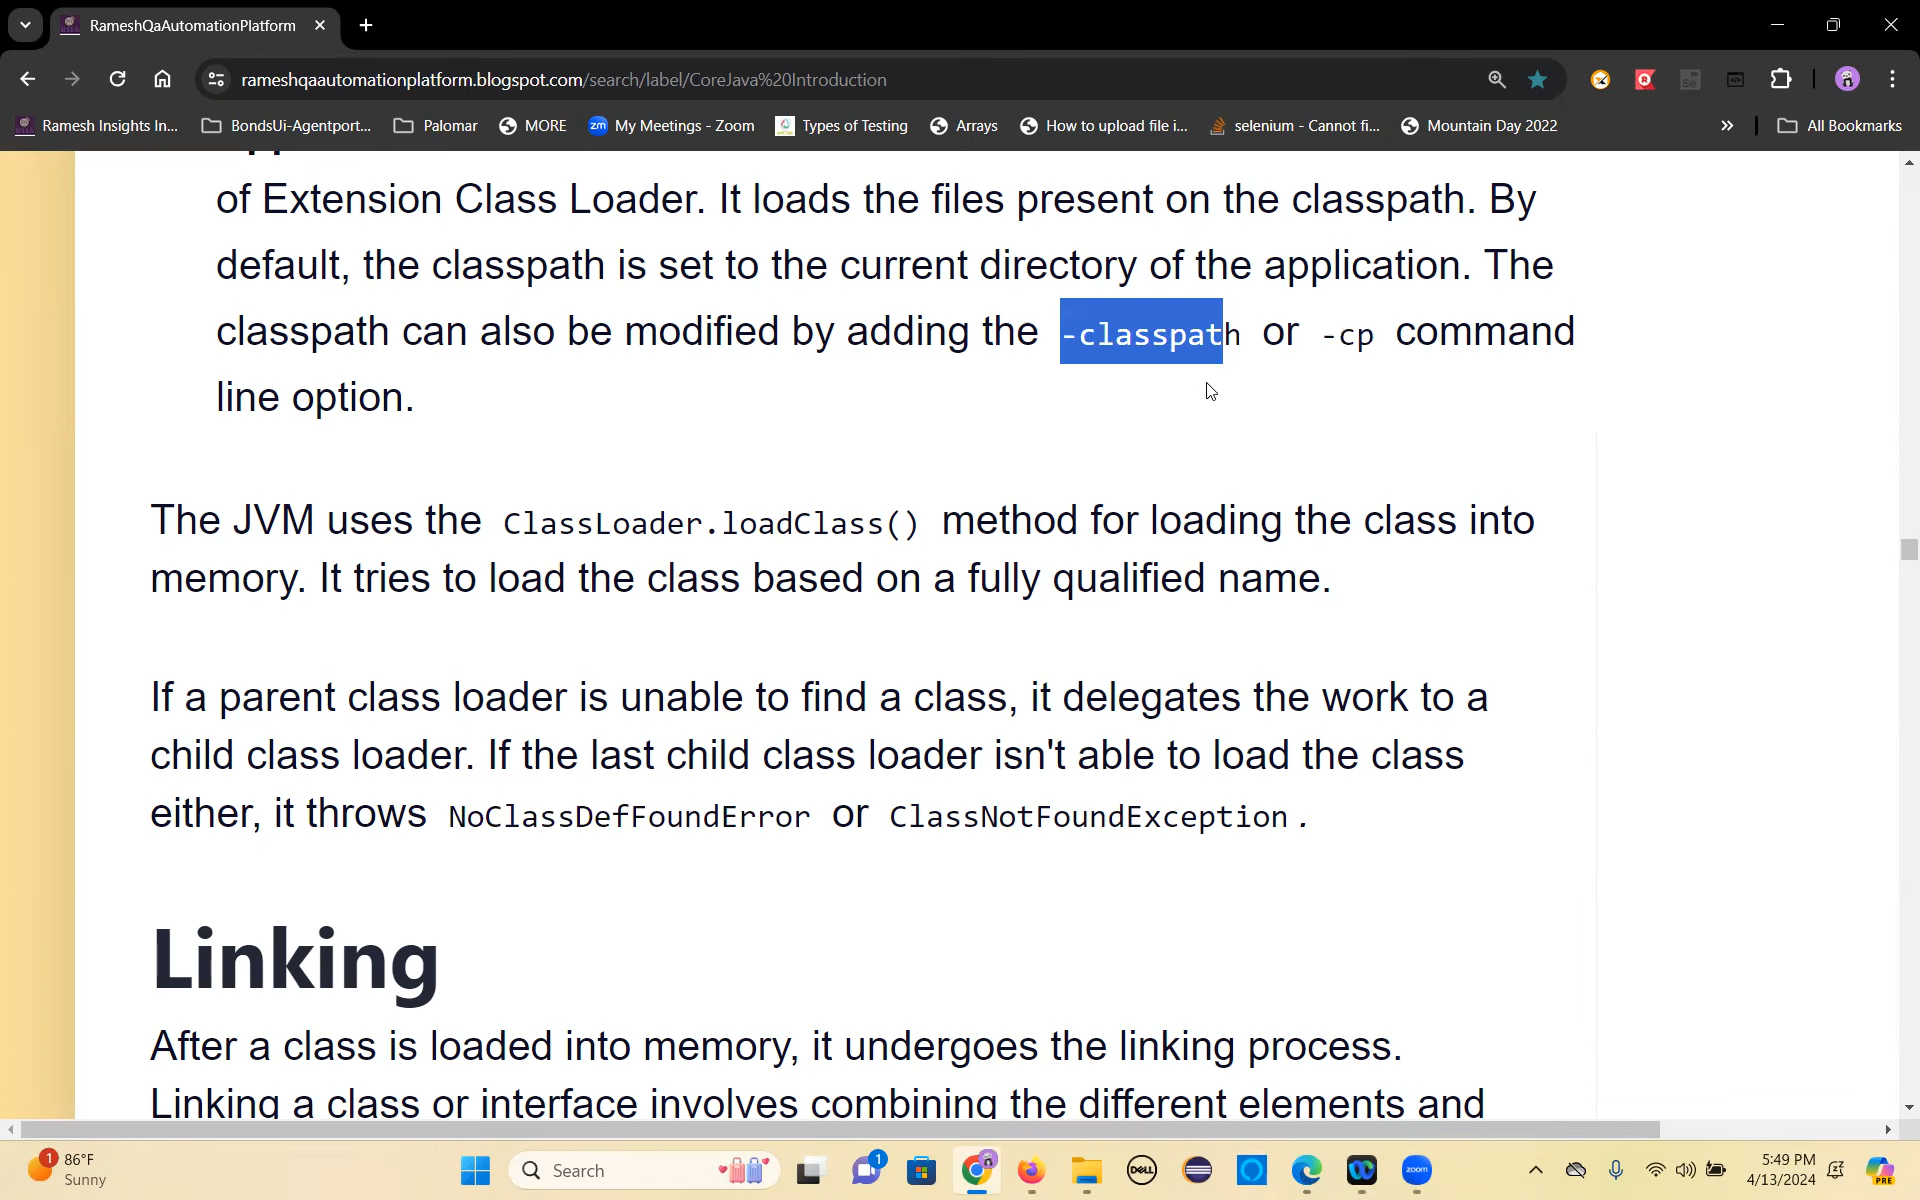 RameshQaAutomationPlatform
rameshqaautomationplatform.blogspot.com/search/label/CoreJava%20Introduction
Ramesh Insights In... BondsUi-Agentport... Palomar MORE My Meetings - Zoom Types of Testing Arrays How to upload file i... selenium - Cannot fi... Mountain Day 2022 All Bookmarks
of Extension Class Loader. It loads the files present on the classpath. By
default, the classpath is set to the current directory of the application. The
classpath can also be modified by adding the -classpath or -cp command
line option.
The JVM uses the ClassLoader.loadClass() method for loading the class into
memory. It tries to load the class based on a fully qualified name.
If a parent class loader is unable to find a class, it delegates the work to a
child class loader. If the last child class loader isn't able to load the class
either, it throws NoClassDefFoundError or ClassNotFoundException.
Linking
After a class is loaded into memory, it undergoes the linking process.
Linking a class or interface involves combining the different elements and
1 86°F
Sunny
Search
1
DELL
zoom
PRE
5:49 PM
4/13/2024